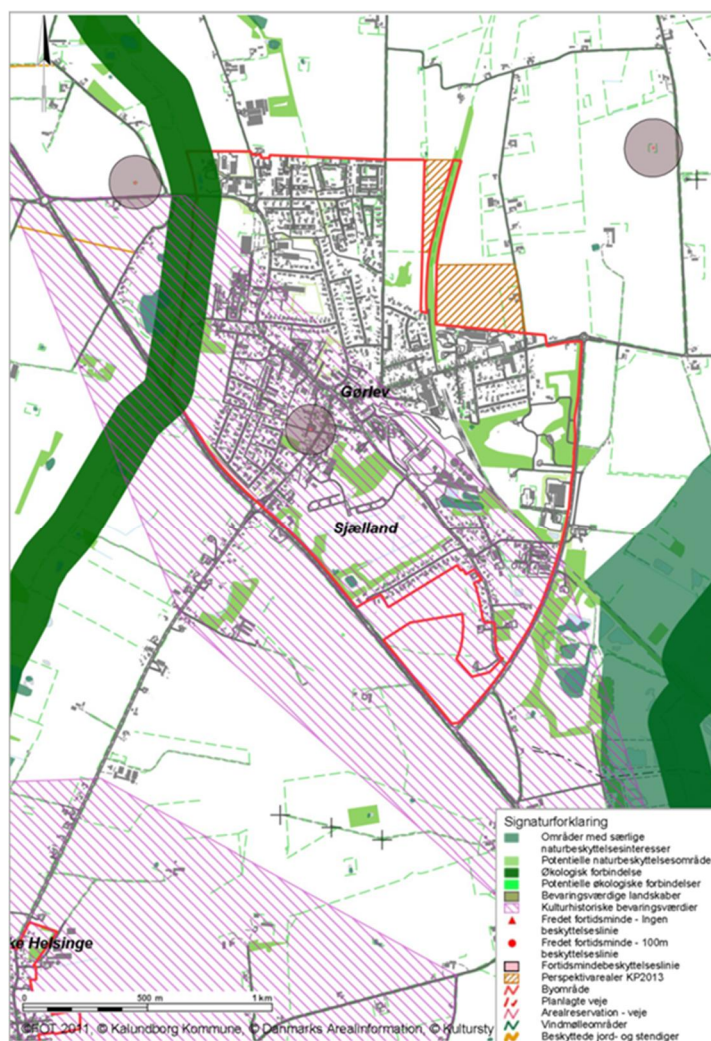 Gørlev
Sjælland
ke Helsinge
Signaturforklaring
Områder med særlige
naturbeskyttelsesinteresser
Potentielle naturbeskyttelsesområde
Økologisk forbindelse
Potentielle økologiske forbindelser
Bevaringsværdige landskaber
Kulturhistoriske bevaringsværdier
Fredet fortidsminde - Ingen
beskyttelseslinie
Fredet fortidsminde - 100m
beskyttelseslinie
Fortidsmindebeskyttelseslinie
Perspektivarealer KP2013
Byområde
Planlagte veje
Arealreservation - veje
Vindmølleområder
Beskyttede jord- og stendiger
0 500 m 1 km
©FOT 2011, © Kalundborg Kommune, © Danmarks Arealinformation, © Kultursty